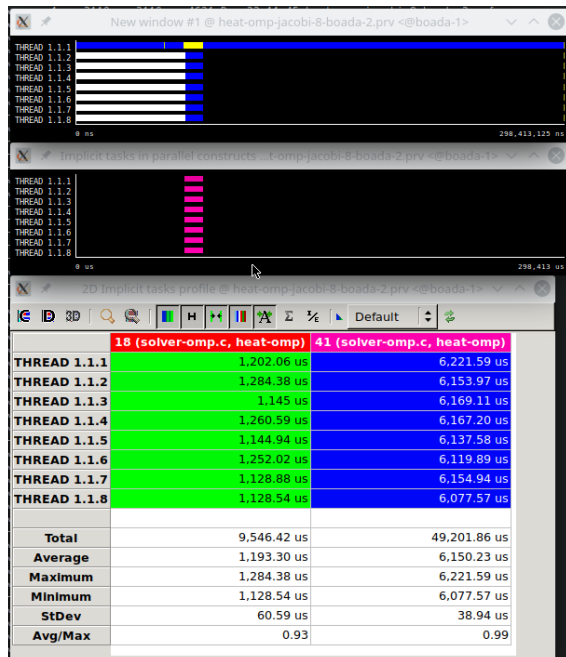 New window #1 @ heat-omp-jacobi-8-boada-2.prv <@boada-1>
THREAD 1.1.1
THREAD 1.1.2
THREAD 1.1.3
THREAD 1.1.4
THREAD 1.1.5
THREAD 1.1.6
THREAD 1.1.7
THREAD 1.1.8
0 ns 298,413,125 ns
Implicit tasks in parallel constructs ...t-omp-jacobi-8-boada-2.prv <@boada-1>
THREAD 1.1.1
THREAD 1.1.2
THREAD 1.1.3
THREAD 1.1.4
THREAD 1.1.5
THREAD 1.1.6
THREAD 1.1.7
THREAD 1.1.8
0 us 298,413 us
2D Implicit tasks profile @ heat-omp-jacobi-8-boada-2.prv <@boada-1>
IC ID 3D H Σ Default
18 (solver-omp.c, heat-omp) 41 (solver-omp.c, heat-omp)
THREAD 1.1.1 1,202.06 us 6,221.59 us
THREAD 1.1.2 1,284.38 us 6,153.97 us
THREAD 1.1.3 1,145 us 6,169.11 us
THREAD 1.1.4 1,260.59 us 6,167.20 us
THREAD 1.1.5 1,144.94 us 6,137.58 us
THREAD 1.1.6 1,252.02 us 6,119.89 us
THREAD 1.1.7 1,128.88 us 6,154.94 us
THREAD 1.1.8 1,128.54 us 6,077.57 us
Total 9,546.42 us 49,201.86 us
Average 1,193.30 us 6,150.23 us
Maximum 1,284.38 us 6,221.59 us
Minimum 1,128.54 us 6,077.57 us
StDev 60.59 us 38.94 us
Avg/Max 0.93 0.99